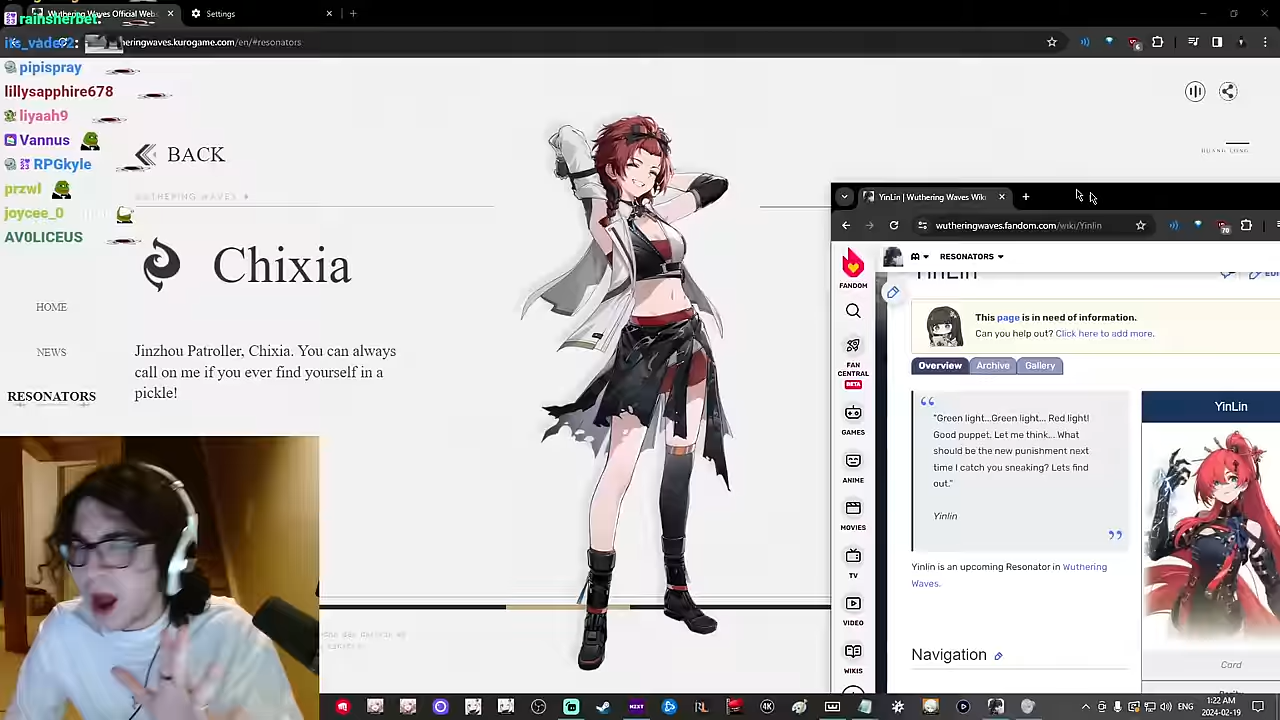 Wuthering Waves Official Webs
Settings
rainsherbet:
its_vader2:
eringwaves.kurogame.com/en/#resonators
pipispray
lillysapphire678
liyaah9
Vannus
RPGkyle
przwl
joycee_0
AV0LICEUS
BACK
Chixia
Jinzhou Patroller, Chixia. You can always
call on me if you ever find yourself in a
pickle!
HOME
NEWS
RESONATORS
YinLin | Wuthering Waves Wiki
wutheringwaves.fandom.com/wiki/Yinlin
70
FANDOM
RESONATORS
YinLin
This page is in need of information.
Can you help out? Click here to add more.
Overview
Archive
Gallery
FAN
CENTRAL
BETA
GAMES
ANIME
MOVIES
TV
VIDEO
WIKIS
"Green light...Green light... Red light!
Good puppet. Let me think... What
should be the new punishment next
time I catch you sneaking? Lets find
out."
Yinlin
YinLin
Yinlin is an upcoming Resonator in Wuthering
Waves.
Navigation
Card
ENG
1:22 AM
2024-02-19